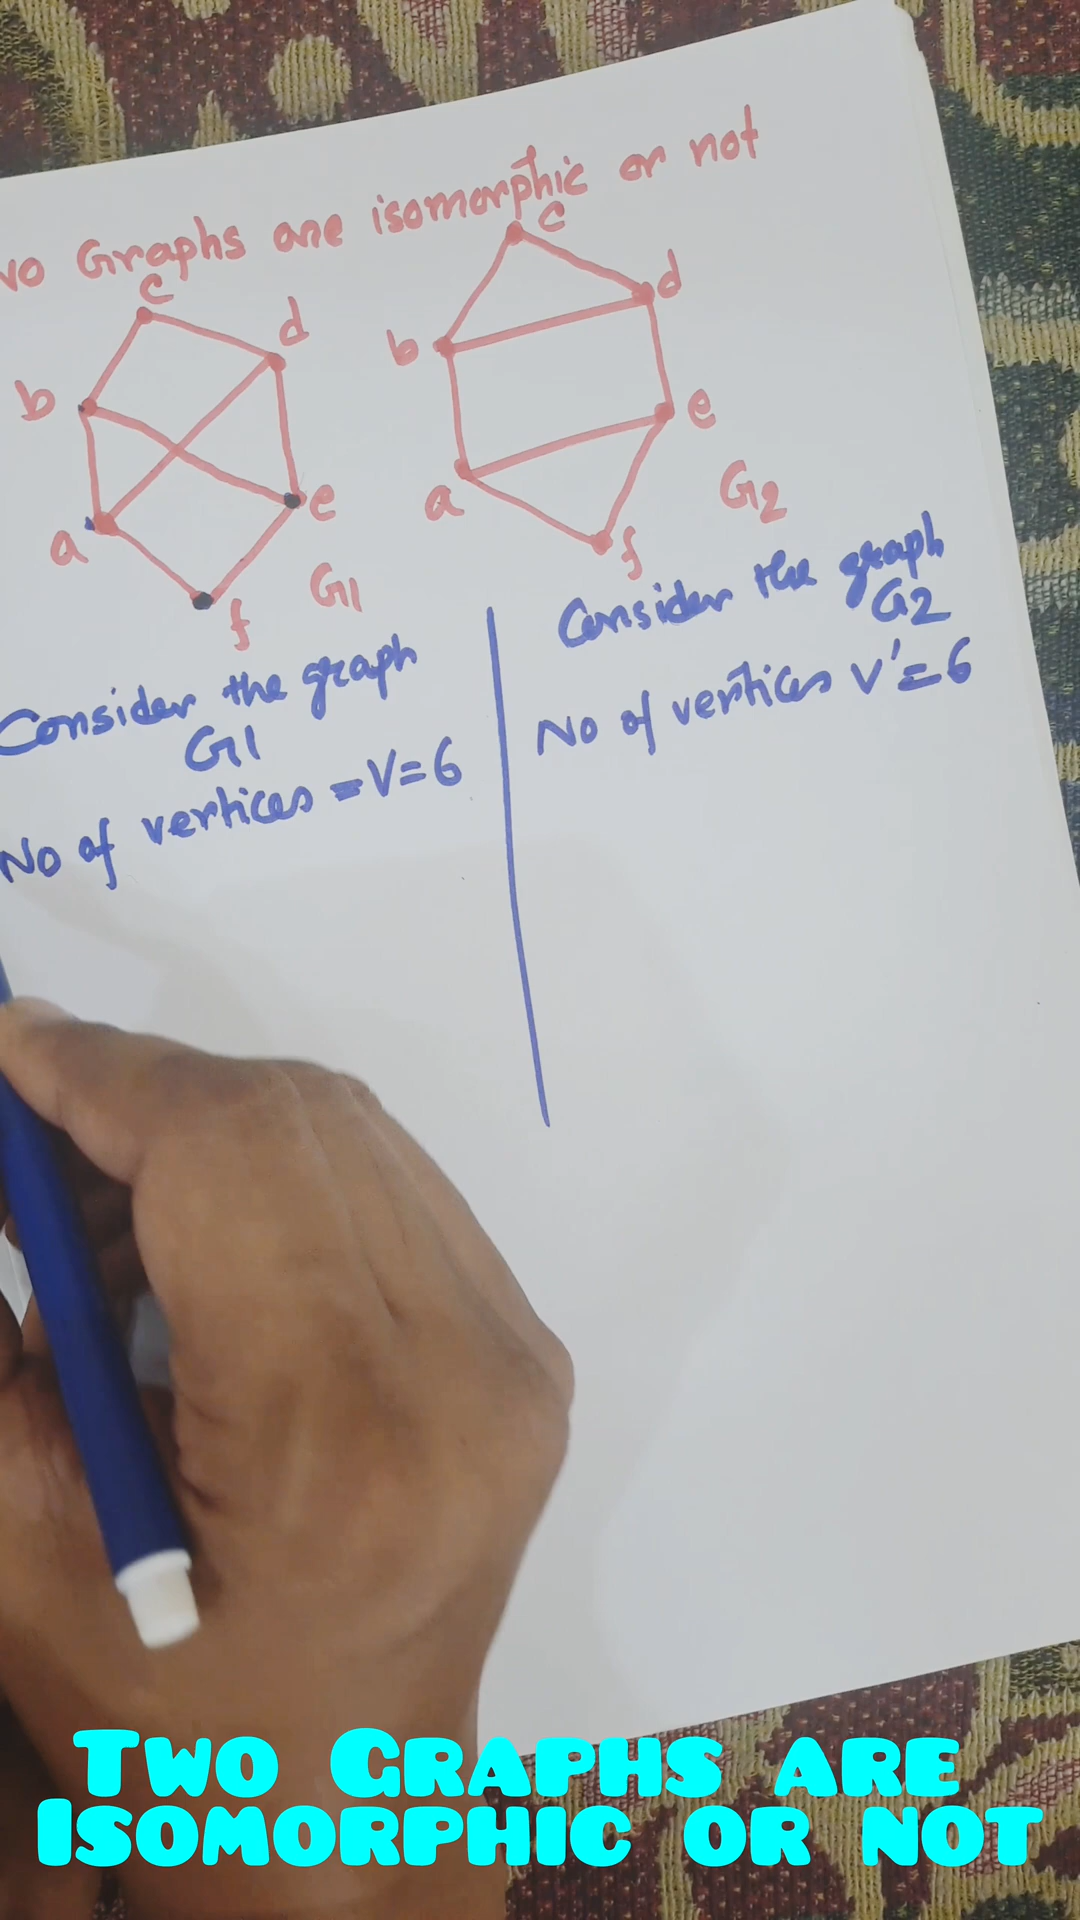 Graphs are isomorphic or not
c
d
b
e
a
f
G1
c
d
b
e
a
f
G2
Consider the graph
G1
No of vertices = V=6
Consider the graph
G2
No of vertices V'=6
TWO GRAPHS ARE
ISOMORPHIC OR NOT